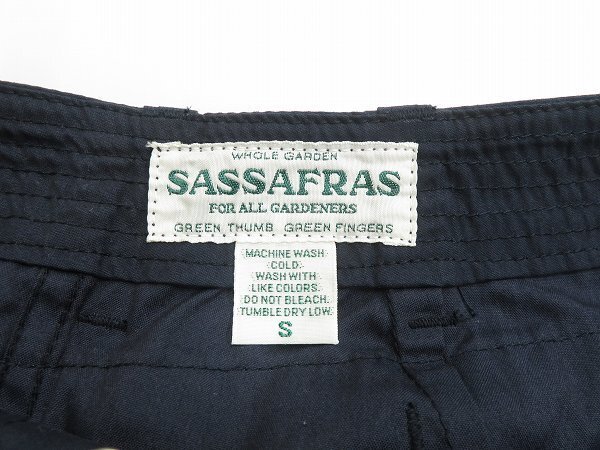 WHOLE GARDEN
SASSAFRAS
FOR ALL GARDENERS
GREEN THUMB GREEN FINGERS
MACHINE WASH
COLD.
WASH WITH
LIKE COLORS.
DO NOT BLEACH.
TUMBLE DRY LOW.
S